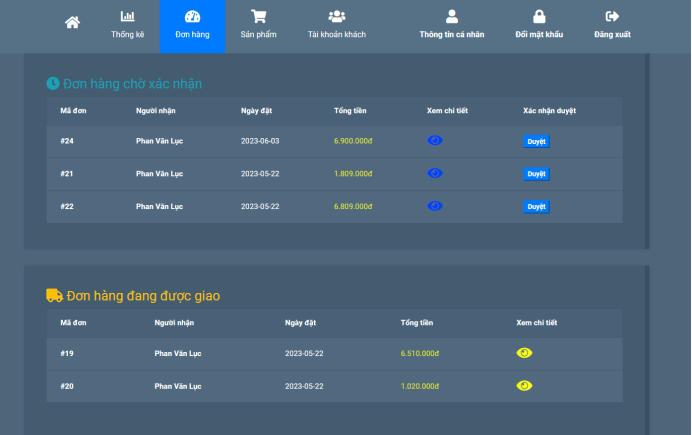 Thống kê Đơn hàng Sản phẩm Tài khoản khách Thông tin cá nhân Đổi mật khẩu Đăng xuất
Đơn hàng chờ xác nhận
Mã đơn Người nhận Ngày đặt Tổng tiền Xem chi tiết Xác nhận duyệt
#24 Phan Văn Lục 2023-06-03 6.900.000đ Duyệt
#21 Phan Văn Lục 2023-05-22 1.809.000đ Duyệt
#22 Phan Văn Lục 2023-05-22 6.809.000đ Duyệt
Đơn hàng đang được giao
Mã đơn Người nhận Ngày đặt Tổng tiền Xem chi tiết
#19 Phan Văn Lục 2023-05-22 6.510.000đ
#20 Phan Văn Lục 2023-05-22 1.020.000đ